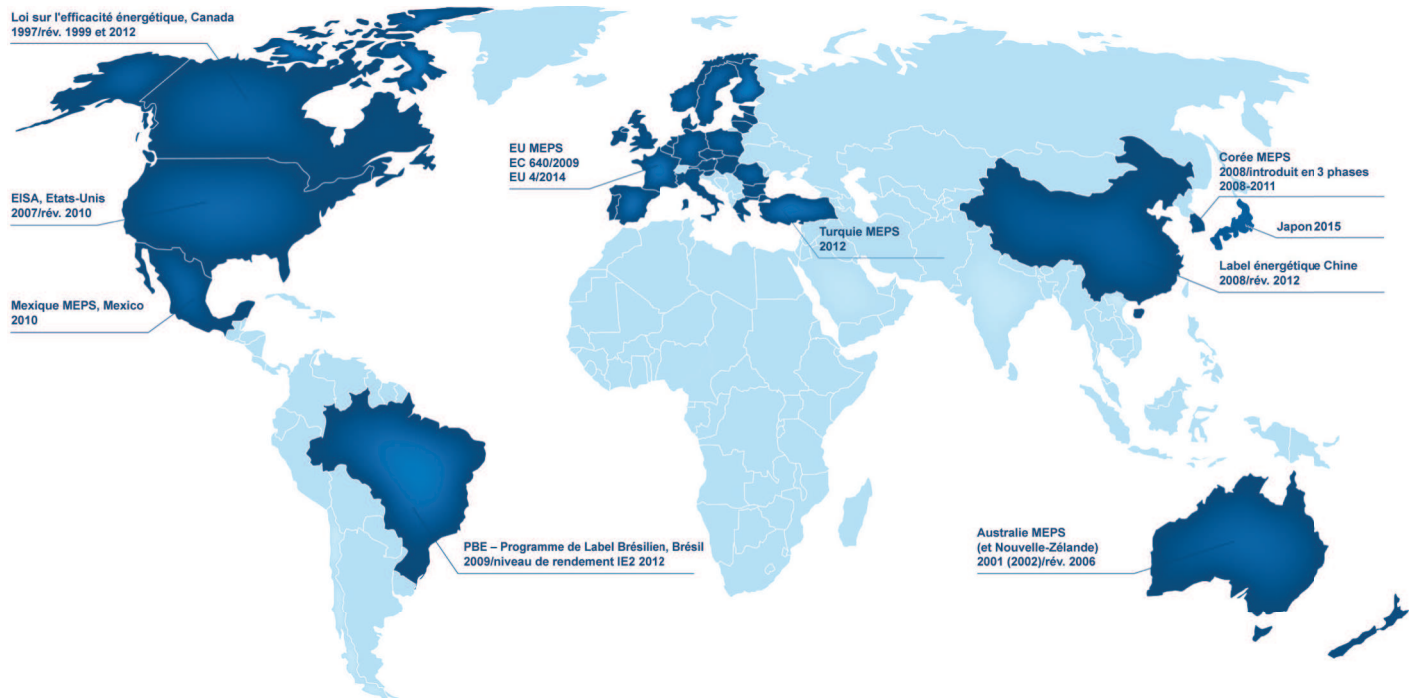 Loi sur l'efficacité énergétique, Canada
1997/rév. 1999 et 2012
EISA, Etats-Unis
2007/rév. 2010
Mexique MEPS, Mexico
2010
EU MEPS
EC 640/2009
EU 4/2014
Turquie MEPS
2012
Corée MEPS
2008/introduit en 3 phases
2008-2011
Japon 2015
Label énergétique Chine
2008/rév. 2012
PBE – Programme de Label Brésilien, Brésil
2009/niveau de rendement IE2 2012
Australie MEPS
(et Nouvelle-Zélande)
2001 (2002)/rév. 2006